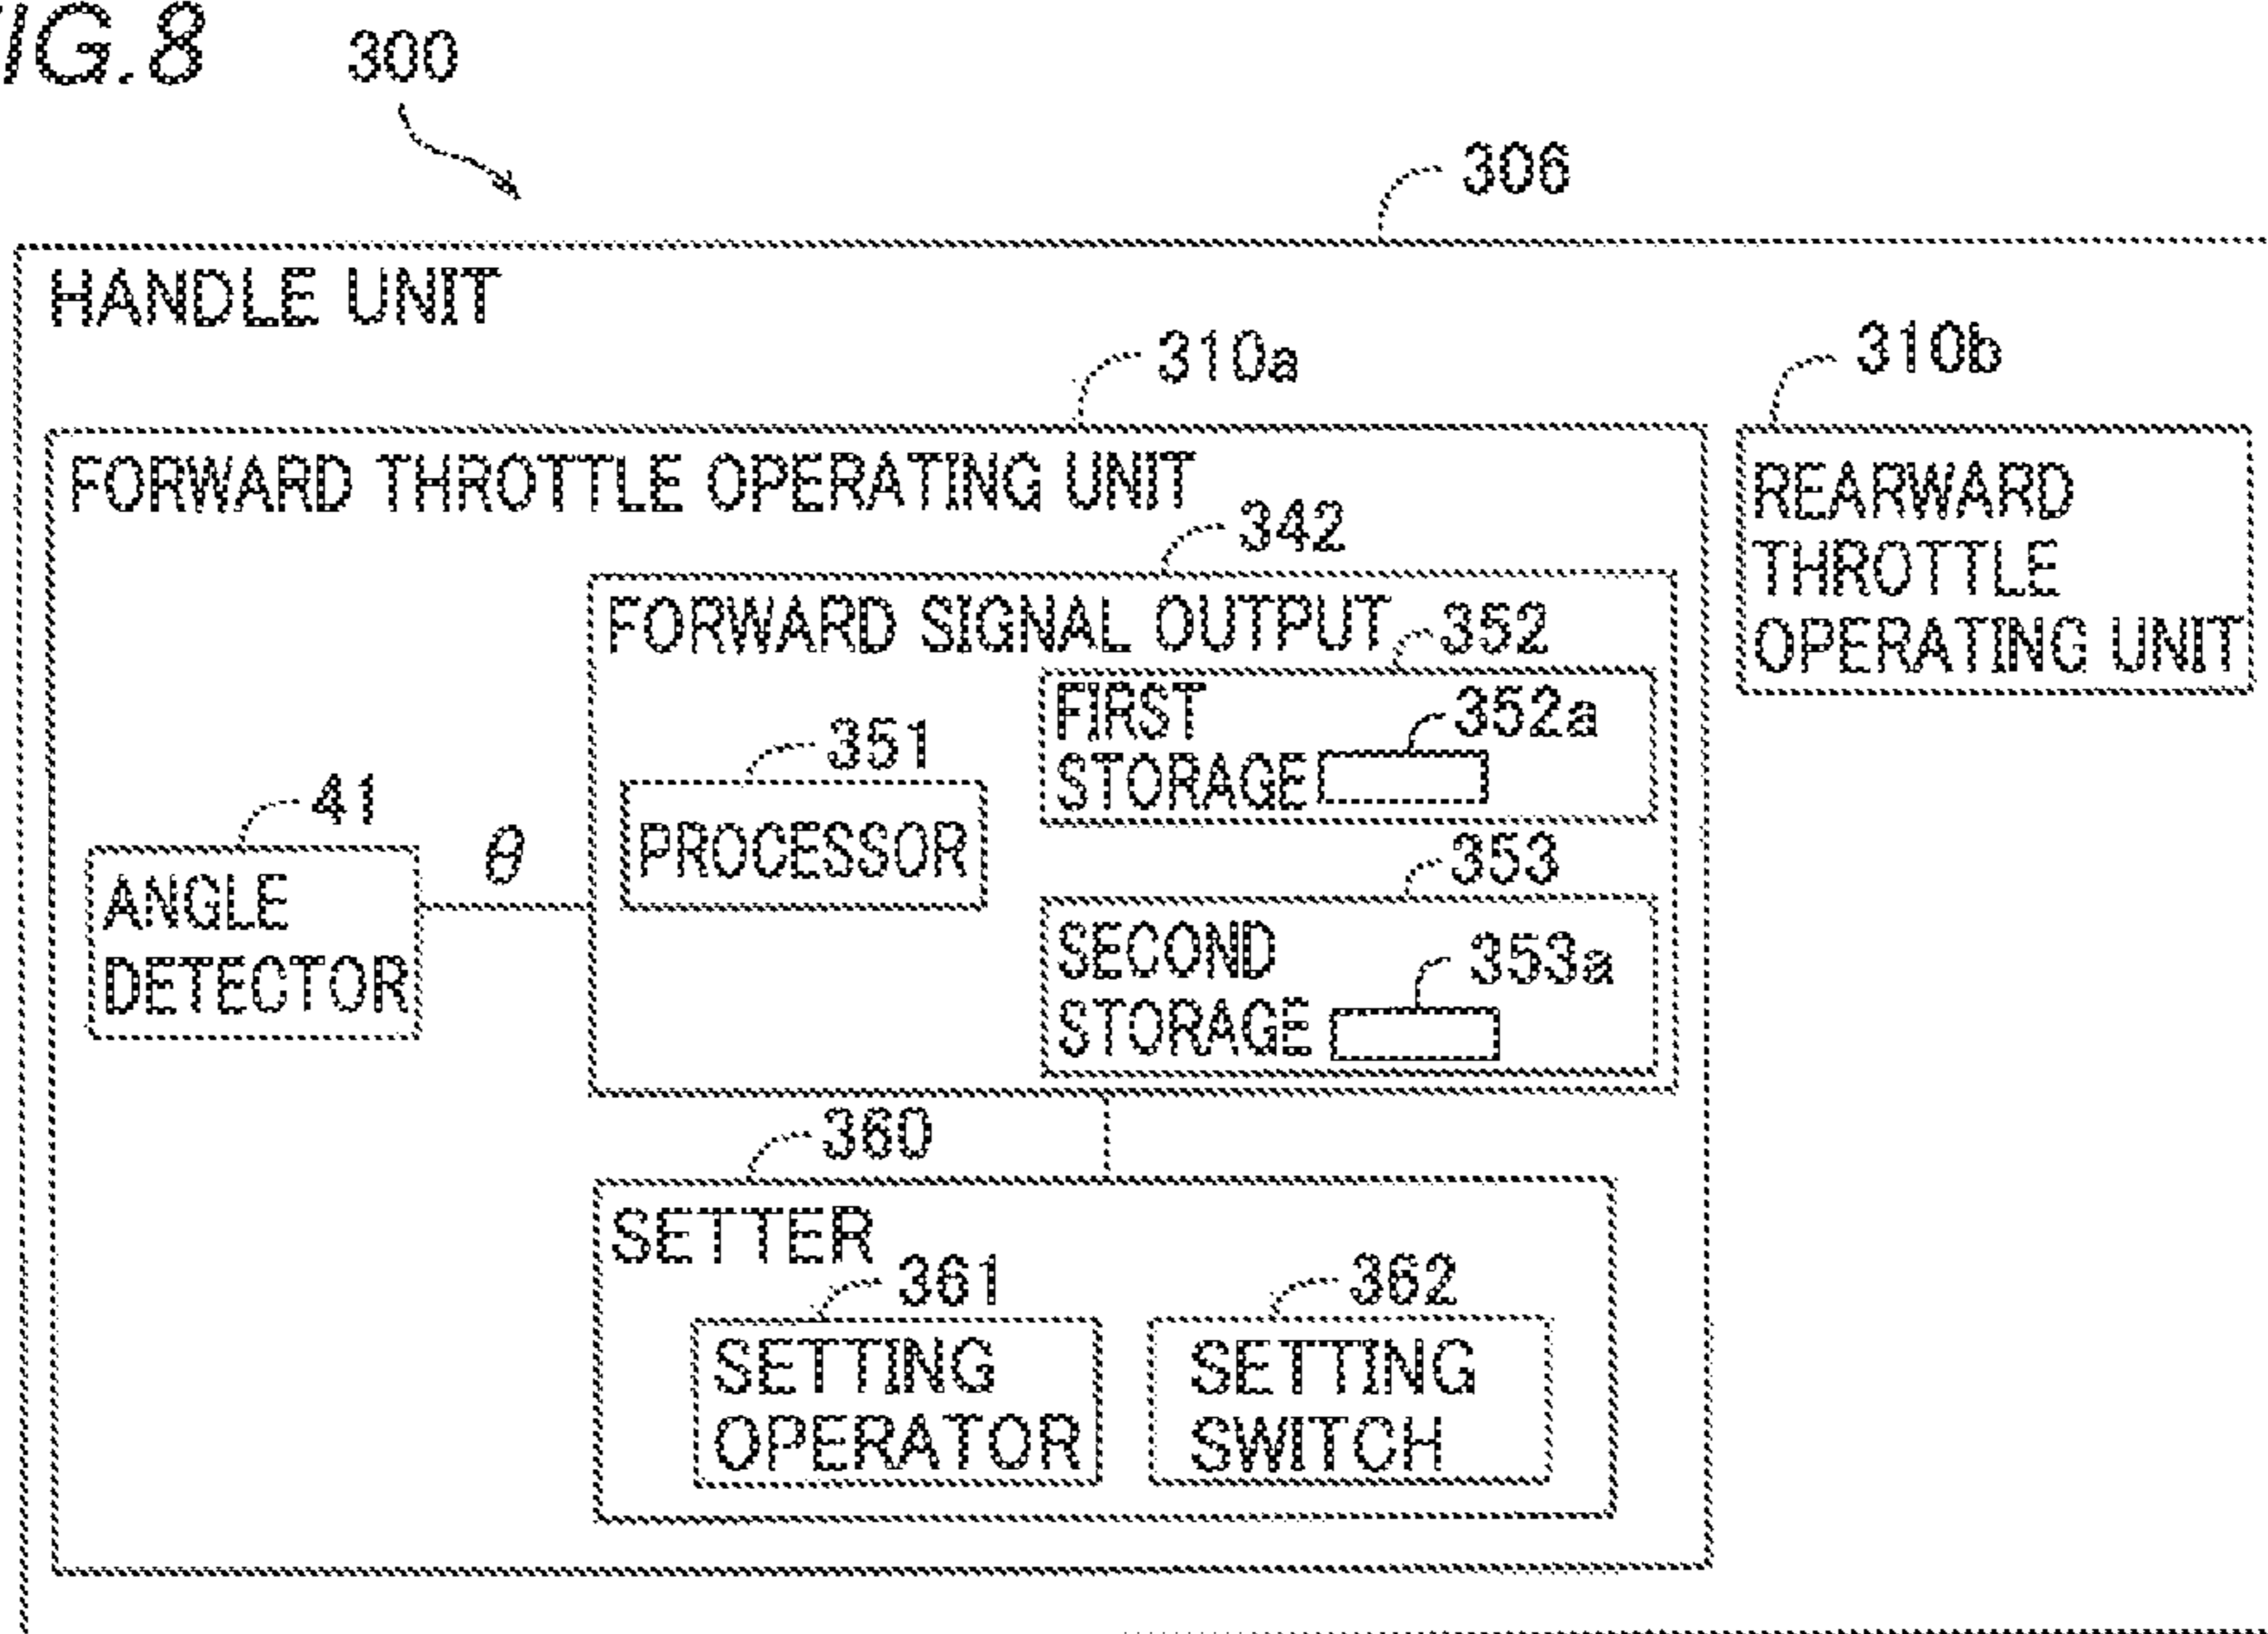 FIG.8
300
306
HANDLE UNIT
310a
310b
FORWARD THROTTLE OPERATING UNIT
REARWARD
THROTTLE
OPERATING UNIT
342
FORWARD SIGNAL OUTPUT
352
FIRST
STORAGE
352a
351
PROCESSOR
41
θ
ANGLE
DETECTOR
353
SECOND
STORAGE
353a
360
SETTER
361
SETTING
OPERATOR
362
SETTING
SWITCH